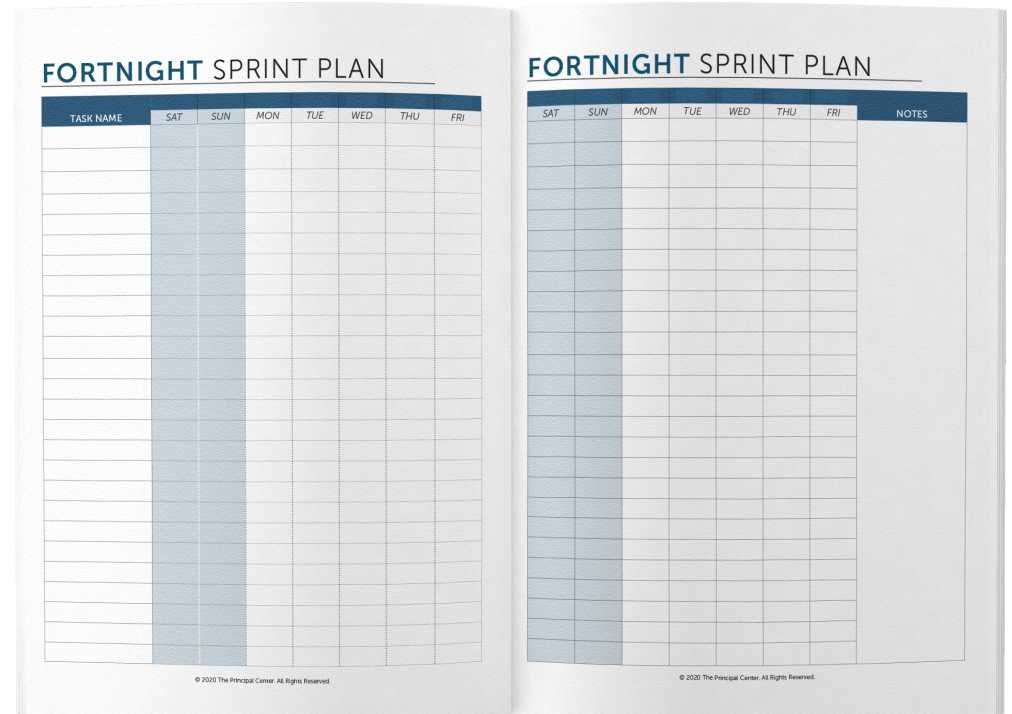 FORTNIGHT SPRINT PLAN
TASK NAME SAT SUN MON TUE WED THU FRI
© 2020 The Principal Center. All Rights Reserved.
FORTNIGHT SPRINT PLAN
SAT SUN MON TUE WED THU FRI NOTES
© 2020 The Principal Center. All Rights Reserved.